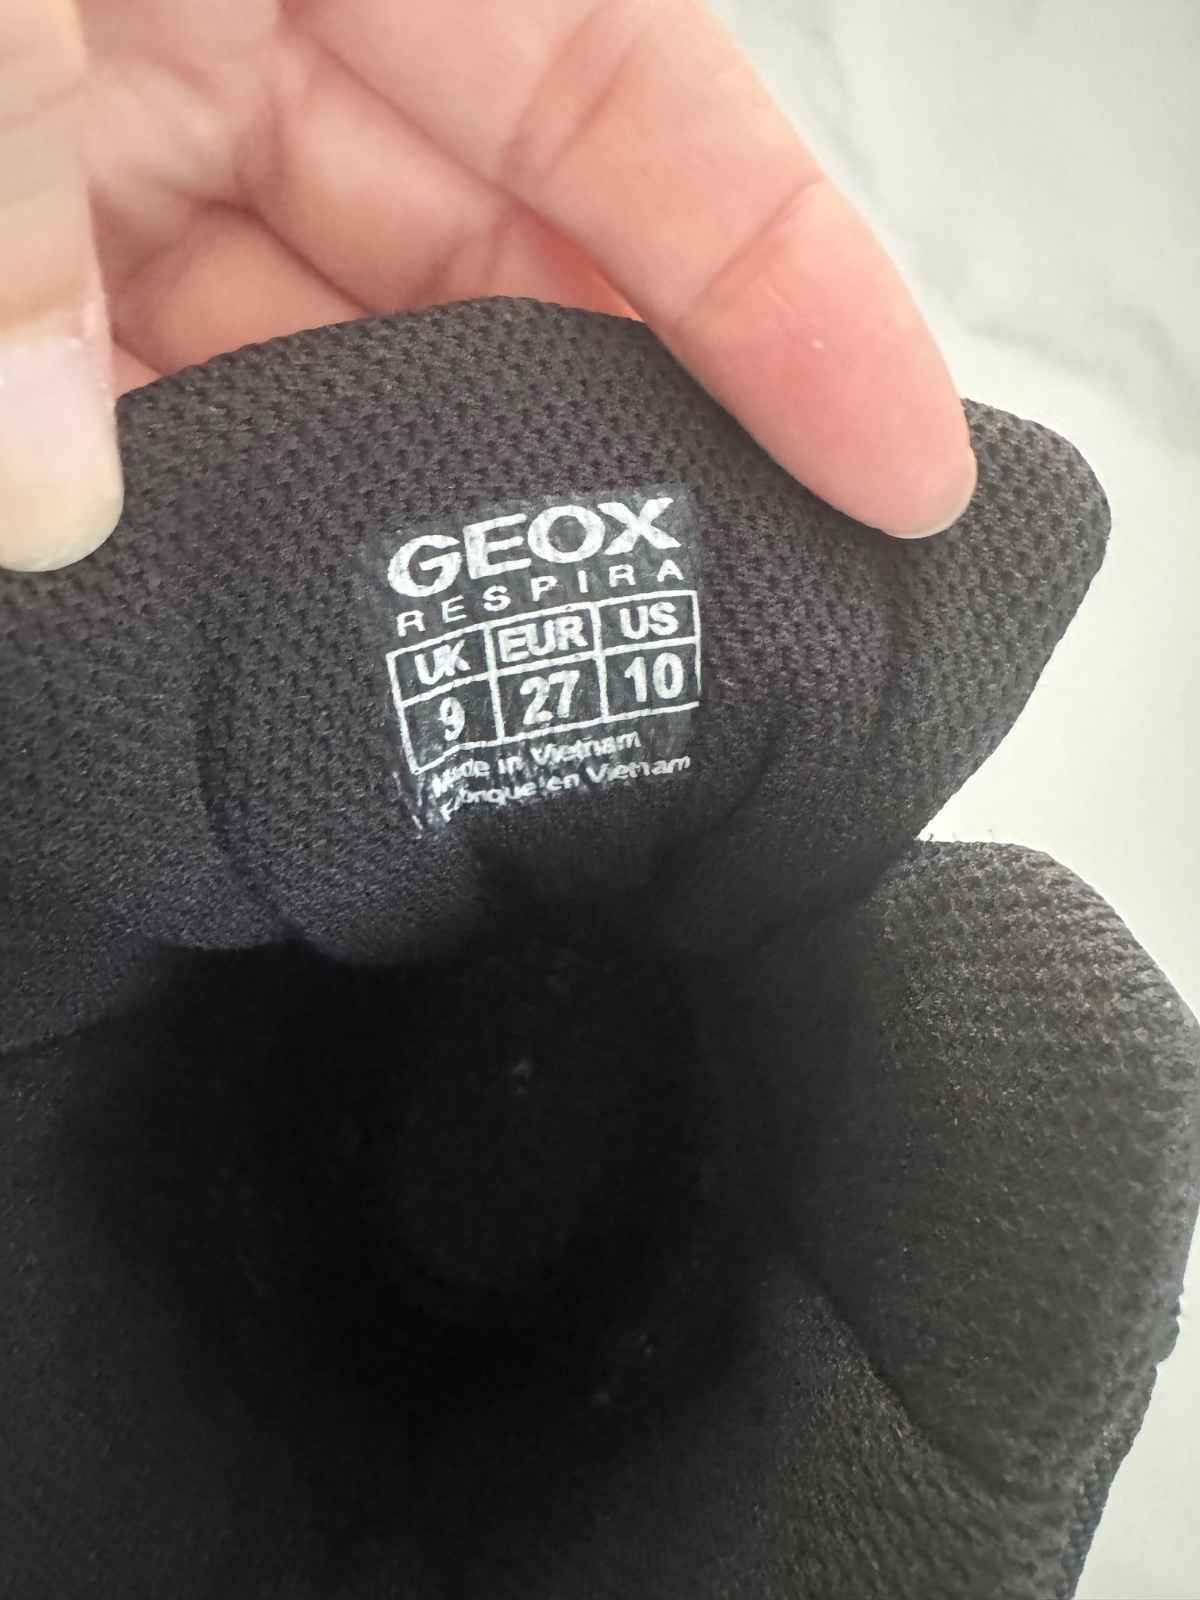 GEOX
RESPIRA
UK EUR US
9 27 10
Made in Vietnam
Fabriqué en Vietnam